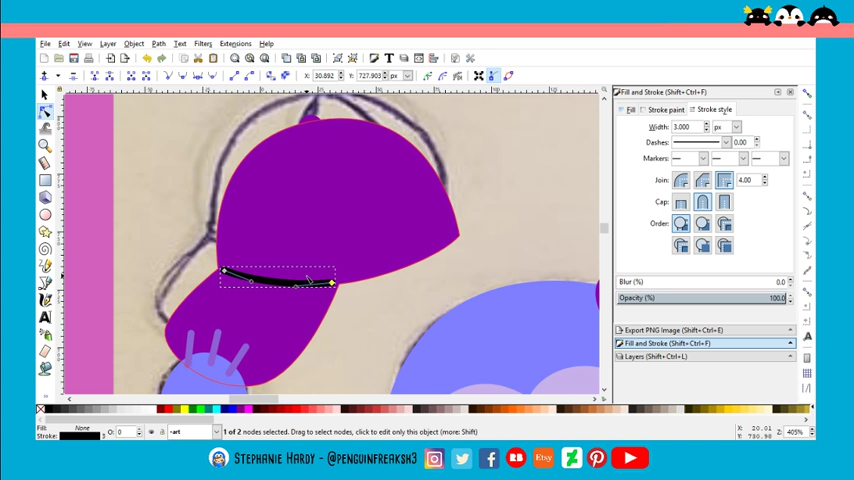 File Edit View Layer Object Path Text Filters Extensions Help
X: 30.892 Y: 727.903 px
Fill and Stroke (Shift+Ctrl+F)
Fill Stroke paint Stroke style
Width: 3.000 px
Dashes: 0.00
Markers:
Join: 4.00
Cap:
Order:
Blur (%) 0.0
Opacity (%) 100.0
Export PNG Image (Shift+Ctrl+E)
Fill and Stroke (Shift+Ctrl+F)
Layers (Shift+Ctrl+L)
Fill: None
Stroke: 3 O: 0 -art 1 of 2 nodes selected. Drag to select nodes, click to edit only this object (more: Shift)
X: 20.01
Y: 730.98
Z: 405%
Stephanie Hardy - @penguinfreaksh3
Etsy